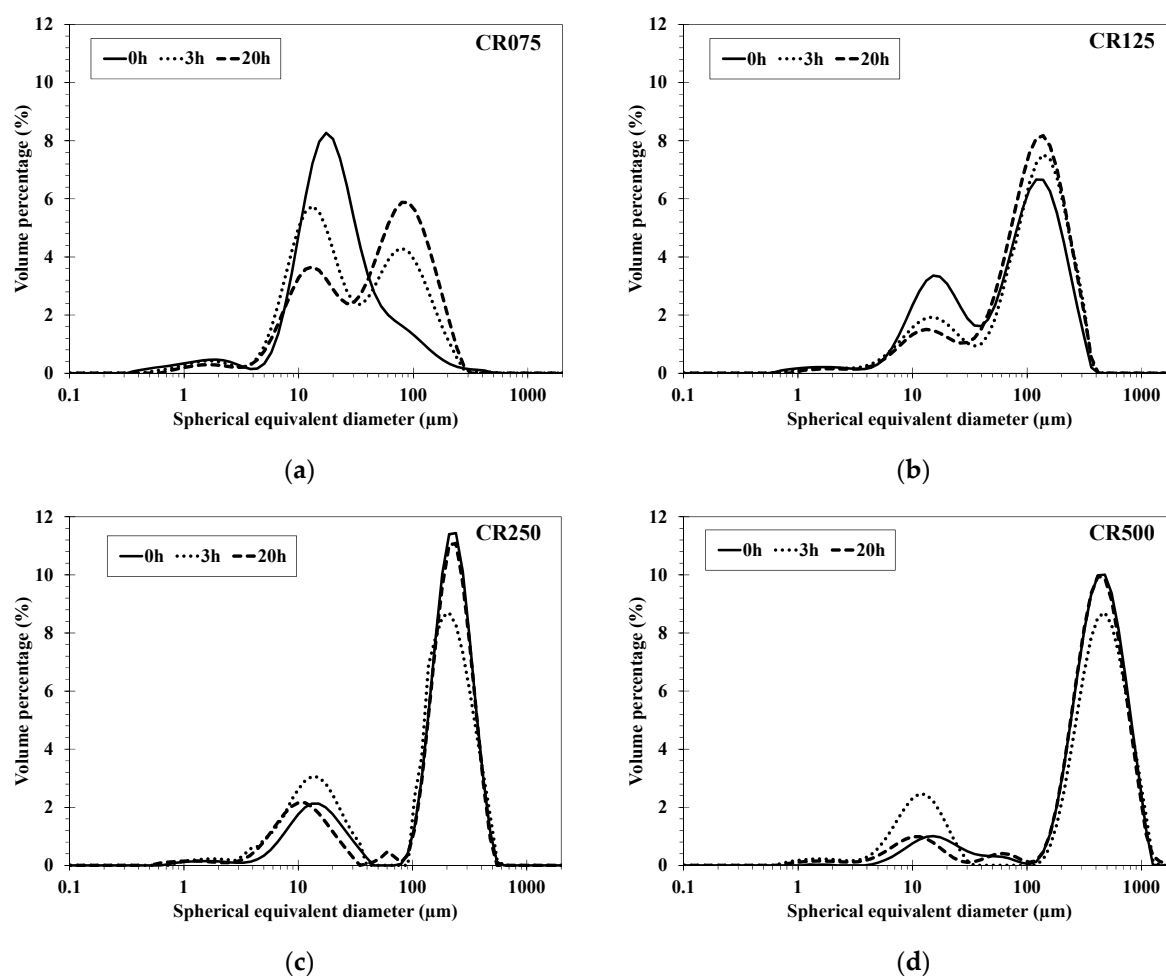 CR075
0h 3h 20h
Volume percentage (%)
12
10
8
6
4
2
0
0.1 1 10 100 1000
Spherical equivalent diameter (µm)
(a)
CR125
0h 3h 20h
Volume percentage (%)
12
10
8
6
4
2
0
0.1 1 10 100 1000
Spherical equivalent diameter (µm)
(b)
CR250
0h 3h 20h
Volume percentage (%)
12
10
8
6
4
2
0
0.1 1 10 100 1000
Spherical equivalent diameter (µm)
(c)
CR500
0h 3h 20h
Volume percentage (%)
12
10
8
6
4
2
0
0.1 1 10 100 1000
Spherical equivalent diameter (µm)
(d)